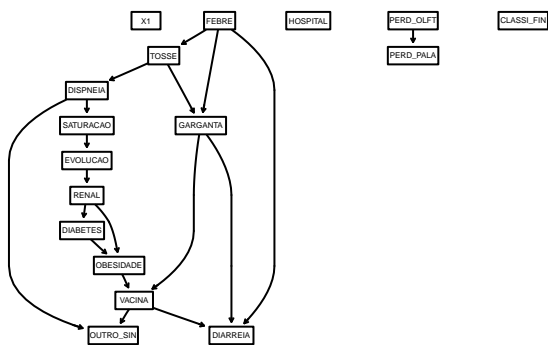 X1
FEBRE
HOSPITAL
PERD_OLFT
CLASSI_FIN
TOSSE
PERD_PALA
DISPNEIA
SATURACAO
GARGANTA
EVOLUCAO
RENAL
DIABETES
OBESIDADE
VACINA
OUTRO_SIN
DIARREIA